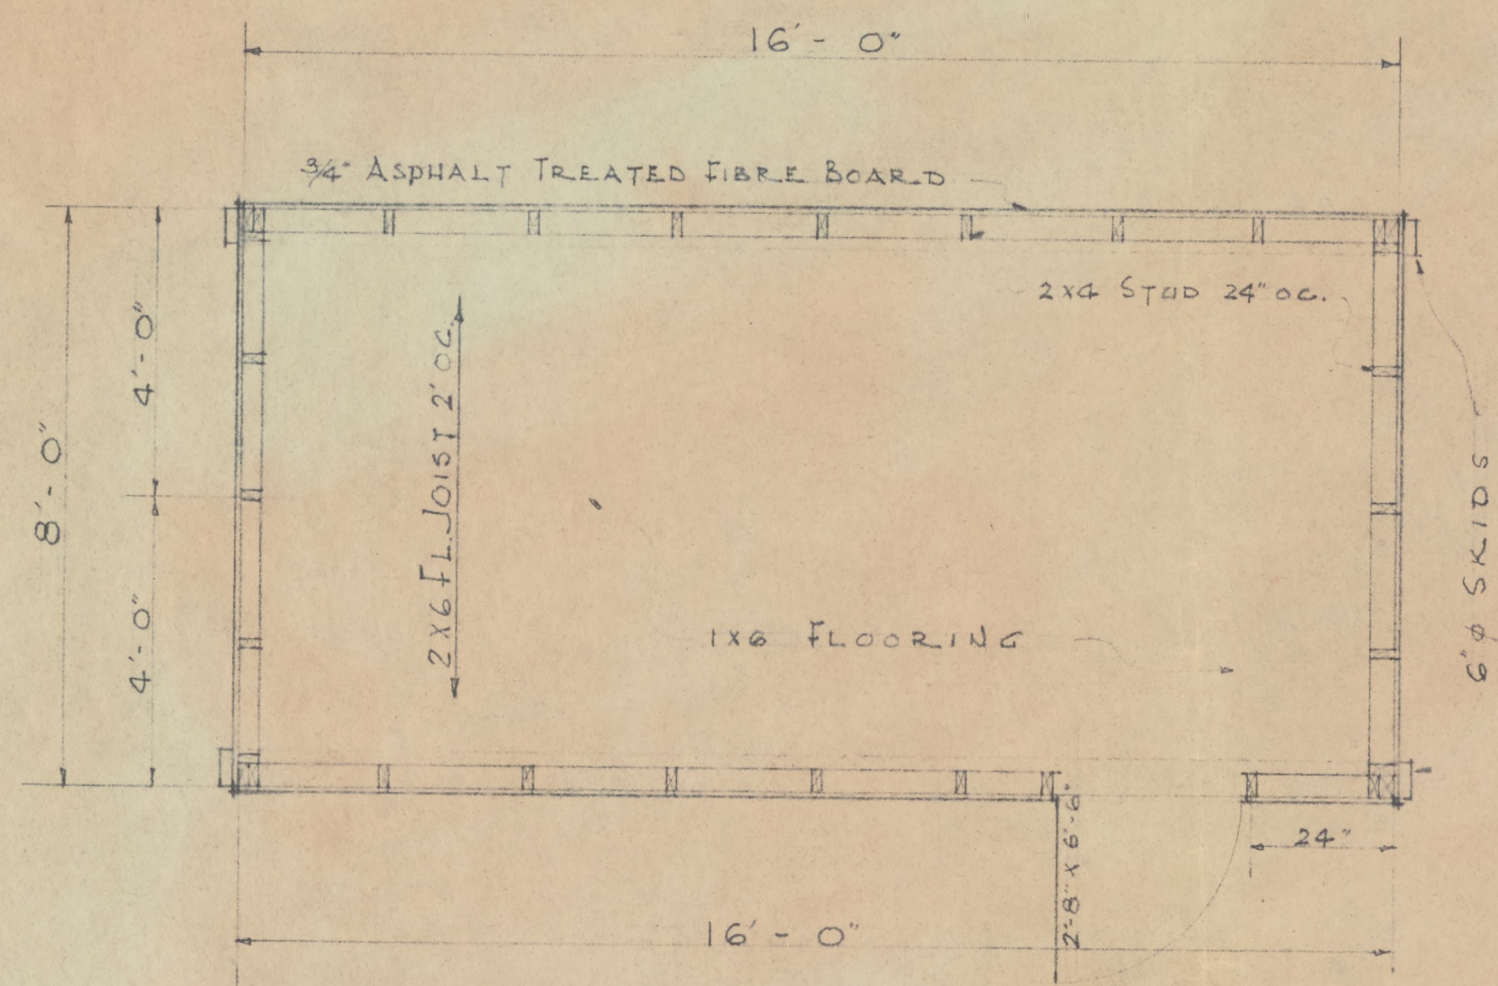 16'- 0"
3/4" ASPHALT TREATED FIBRE BOARD
2x4 STUD 24" OC.
4'-0"
8'-0"
4'-0"
2x6 FL. JOIST 2' OC.
1x6 FLOORING
6"ø SKIDS
24"
2'-8" x 6'-6"
16'- 0"